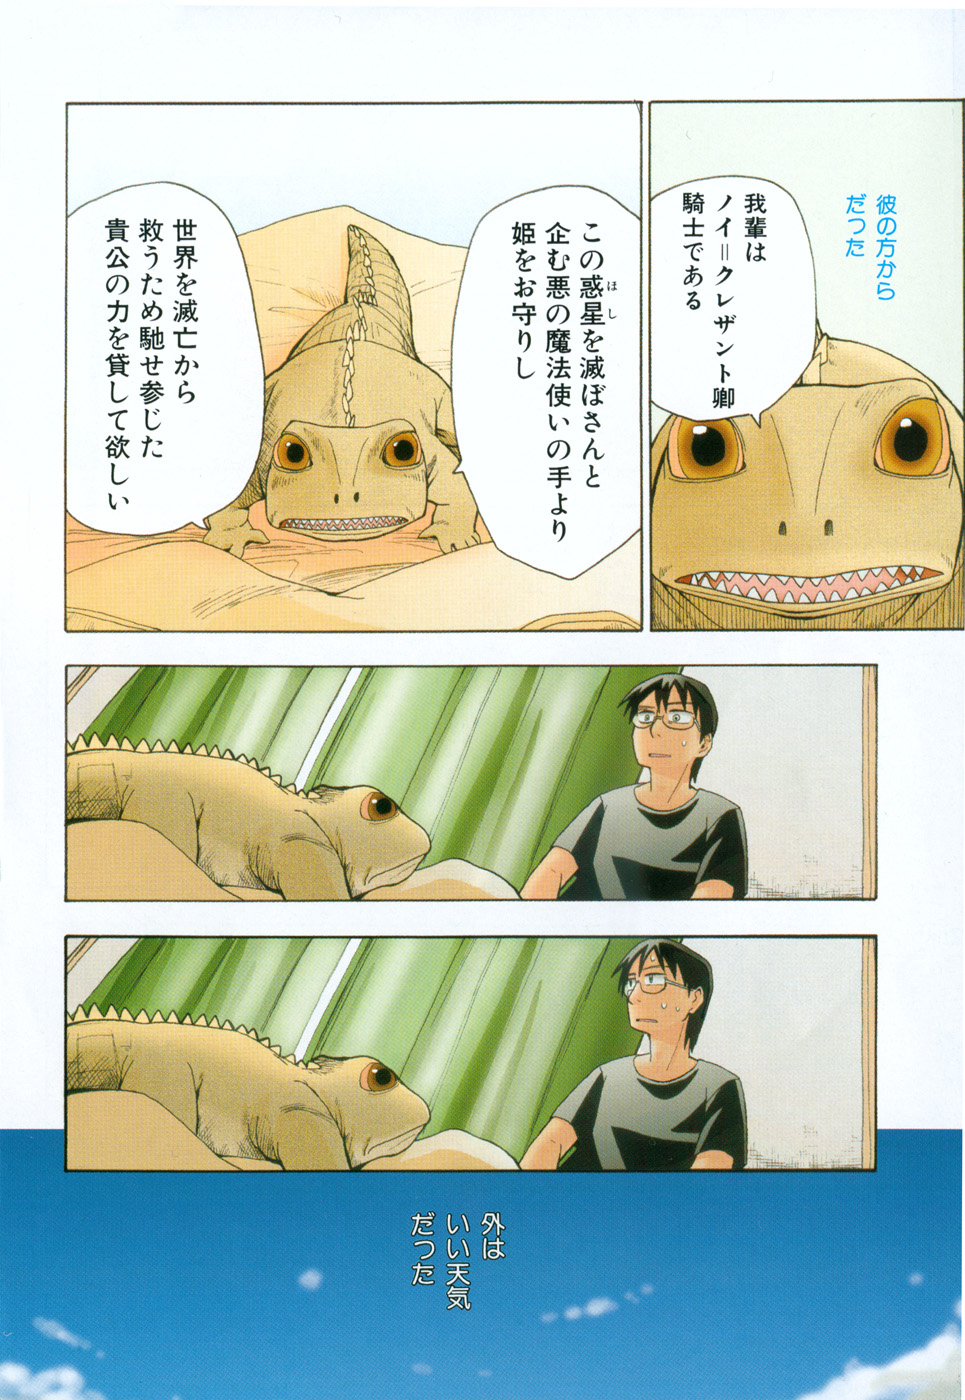 彼の方から
だった
我輩は
ノイ＝クレザント卿
騎士である
この惑星を滅ぼさんと
ほし
企む悪の魔法使いの手より
姫をお守りし
世界を滅亡から
救うため馳せ参じた
貴公の力を貸して欲しい
外は
いい天気
だった